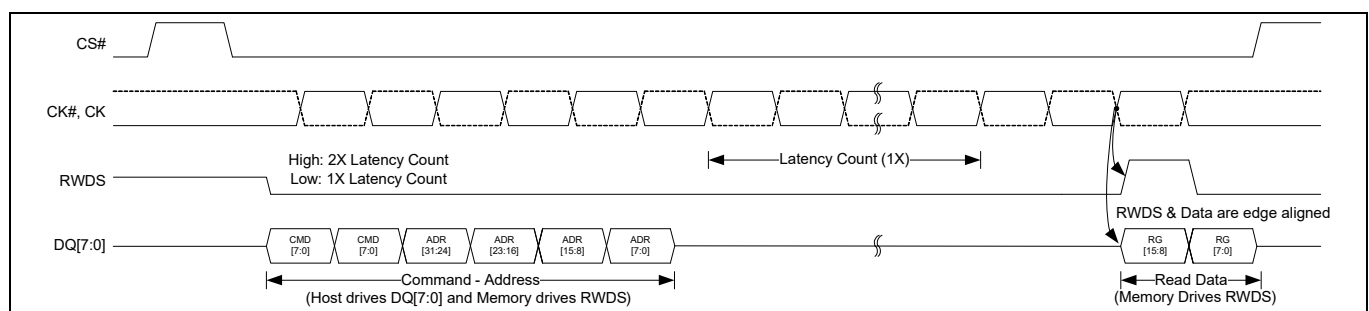 CS#
CK#, CK
High: 2X Latency Count
Low: 1X Latency Count
Latency Count (1X)
RWDS
RWDS & Data are edge aligned
DQ[7:0]
CMD
[7:0]
CMD
[7:0]
ADR
[31:24]
ADR
[23:16]
ADR
[15:8]
ADR
[7:0]
RG
[15:8]
RG
[7:0]
Command - Address
(Host drives DQ[7:0] and Memory drives RWDS)
Read Data
(Memory Drives RWDS)